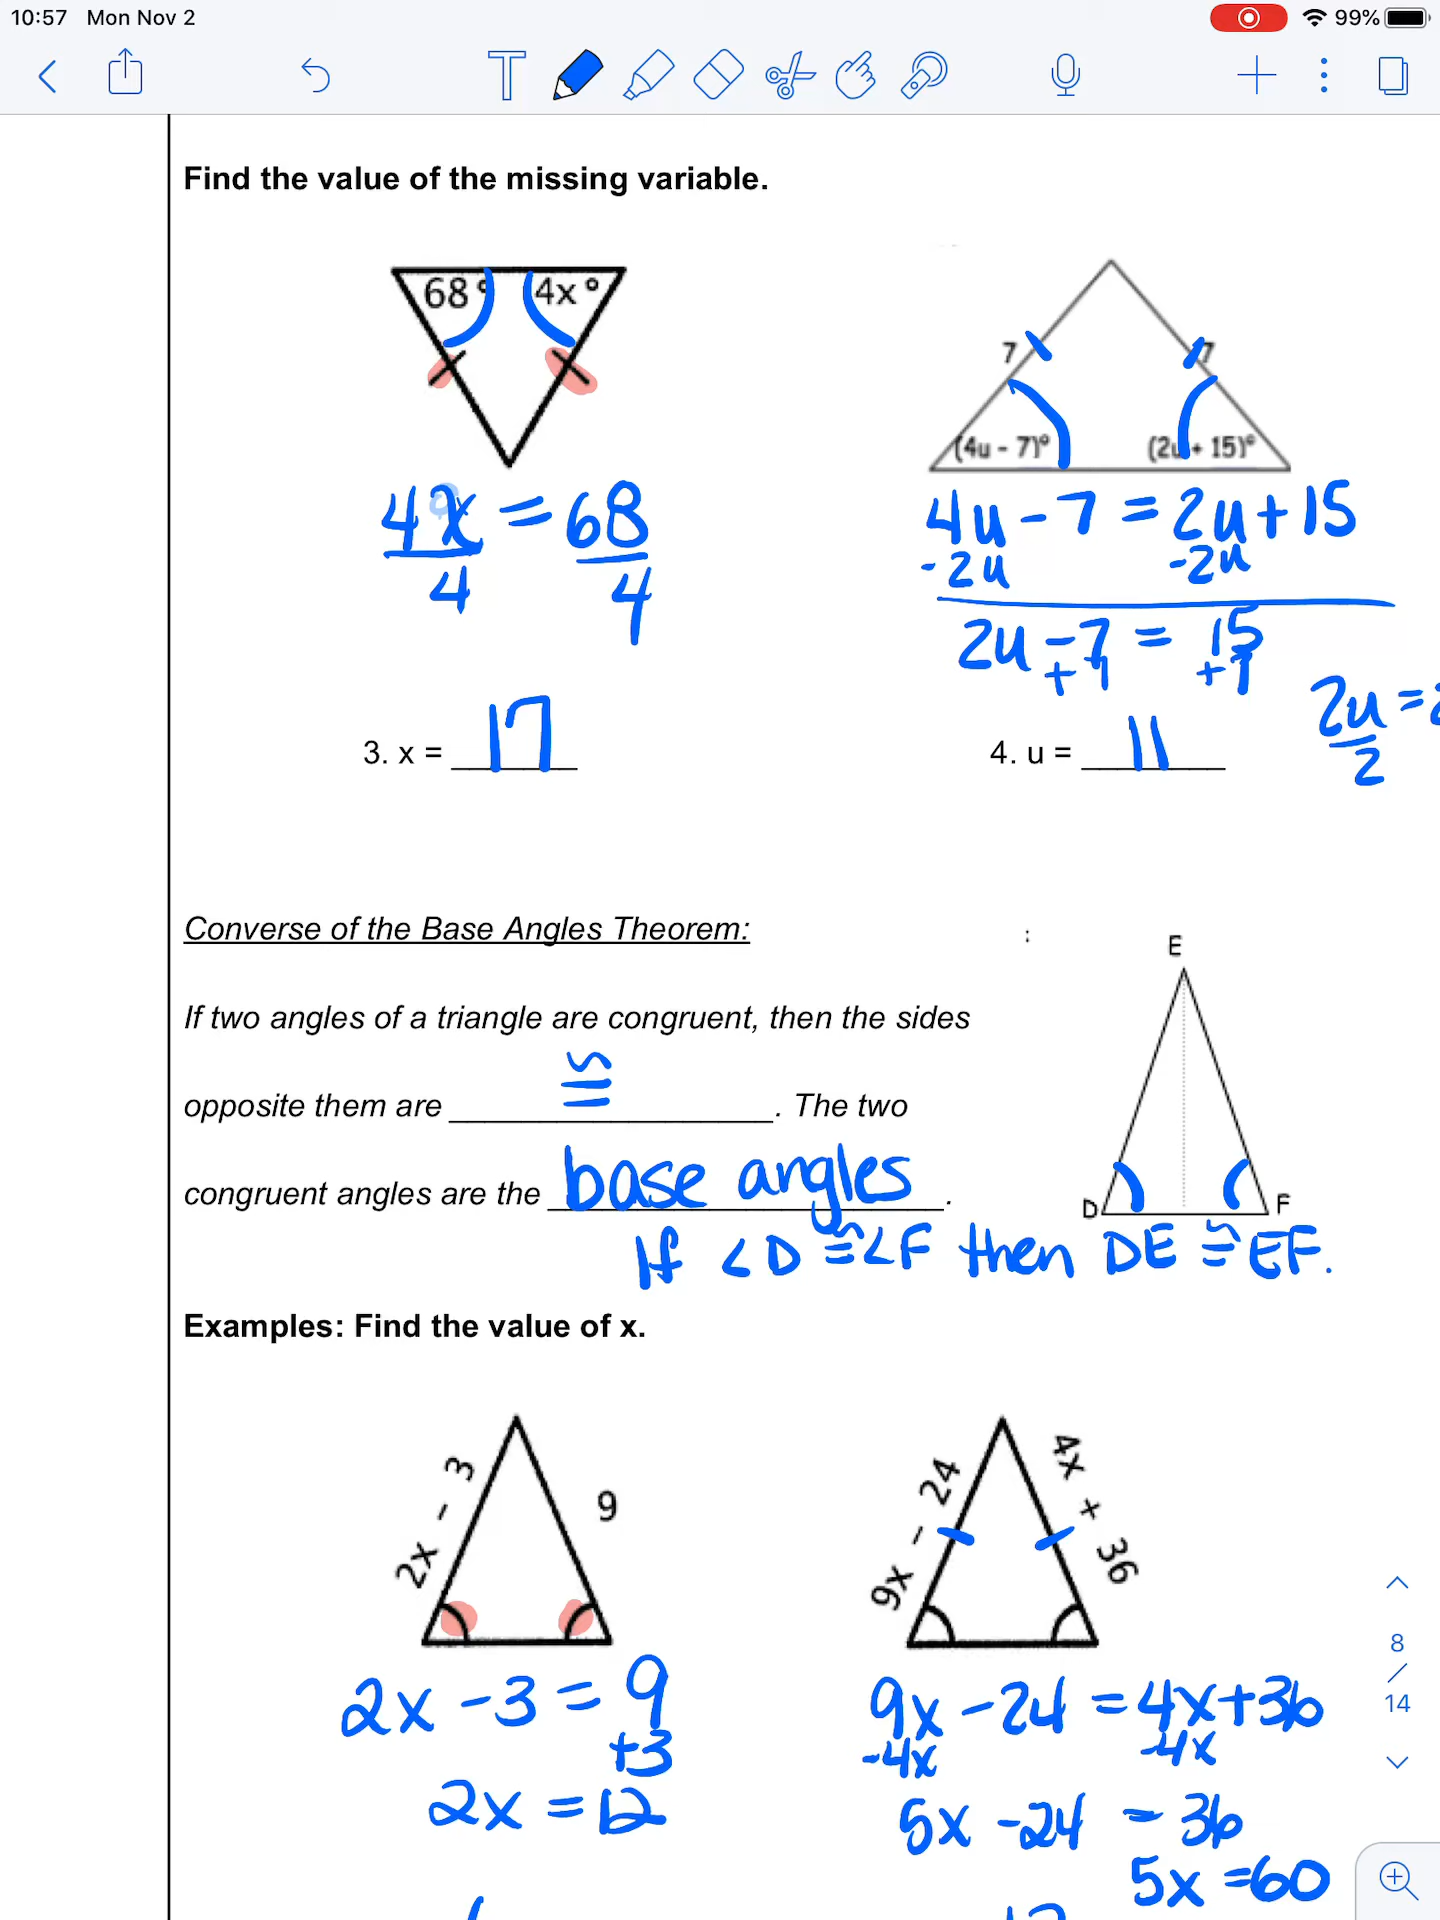 10:57 Mon Nov 2
99%
T
Find the value of the missing variable.
68° 4x°
7 7
(4u - 7)° (2u + 15)°
4x = 68
4 4
4u - 7 = 2u + 15
-2u -2u
2u - 7 = 15
+7 +7
2u =
2
3. x = 17
4. u = 11
Converse of the Base Angles Theorem:
:
E
If two angles of a triangle are congruent, then the sides
opposite them are ≅. The two
congruent angles are the base angles.
D F
If ∠D ≅ ∠F then DE ≅ EF.
Examples: Find the value of x.
2x - 3 9
9x - 24 4x + 36
2x - 3 = 9
+3
2x = 12
9x - 24 = 4x + 36
-4x -4x
5x - 24 = 36
5x = 60
8
/
14